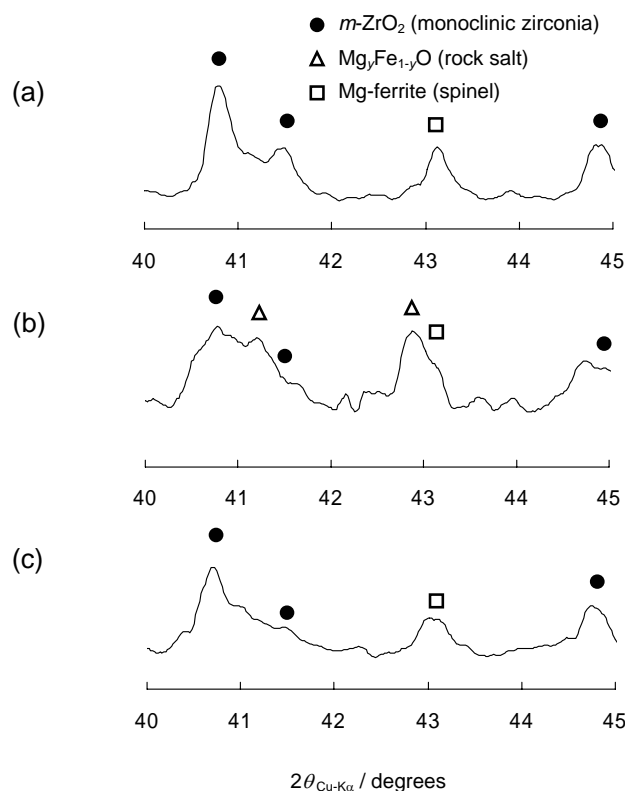 ● m-ZrO₂ (monoclinic zirconia)
△ MgyFe1-yO (rock salt)
□ Mg-ferrite (spinel)
(a)
40 41 42 43 44 45
(b)
40 41 42 43 44 45
(c)
40 41 42 43 44 45
2θCu-Kα / degrees